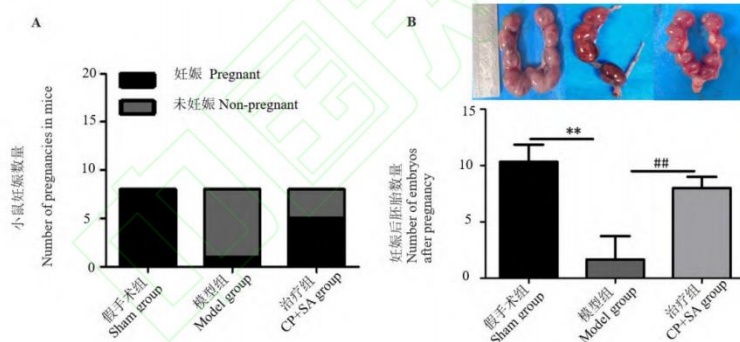 A
小鼠妊娠数量
Number of pregnancies in mice
20
15
10
5
0
妊娠 Pregnant
未妊娠 Non-pregnant
假手术组
Sham group
模型组
Model group
治疗组
CP+SA group
B
妊娠后胚胎数量
Number of embryos
after pregnancy
10
5
0
**
##
假手术组
Sham group
模型组
Model group
治疗组
CP+SA group